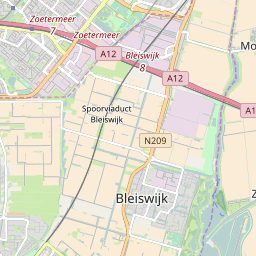 Zoetermeer
7
Zoetermeer
A12
Bleiswijk
8
A12
Mo
A1
Spoorviaduct
Bleiswijk
N209
Bleiswijk
Z